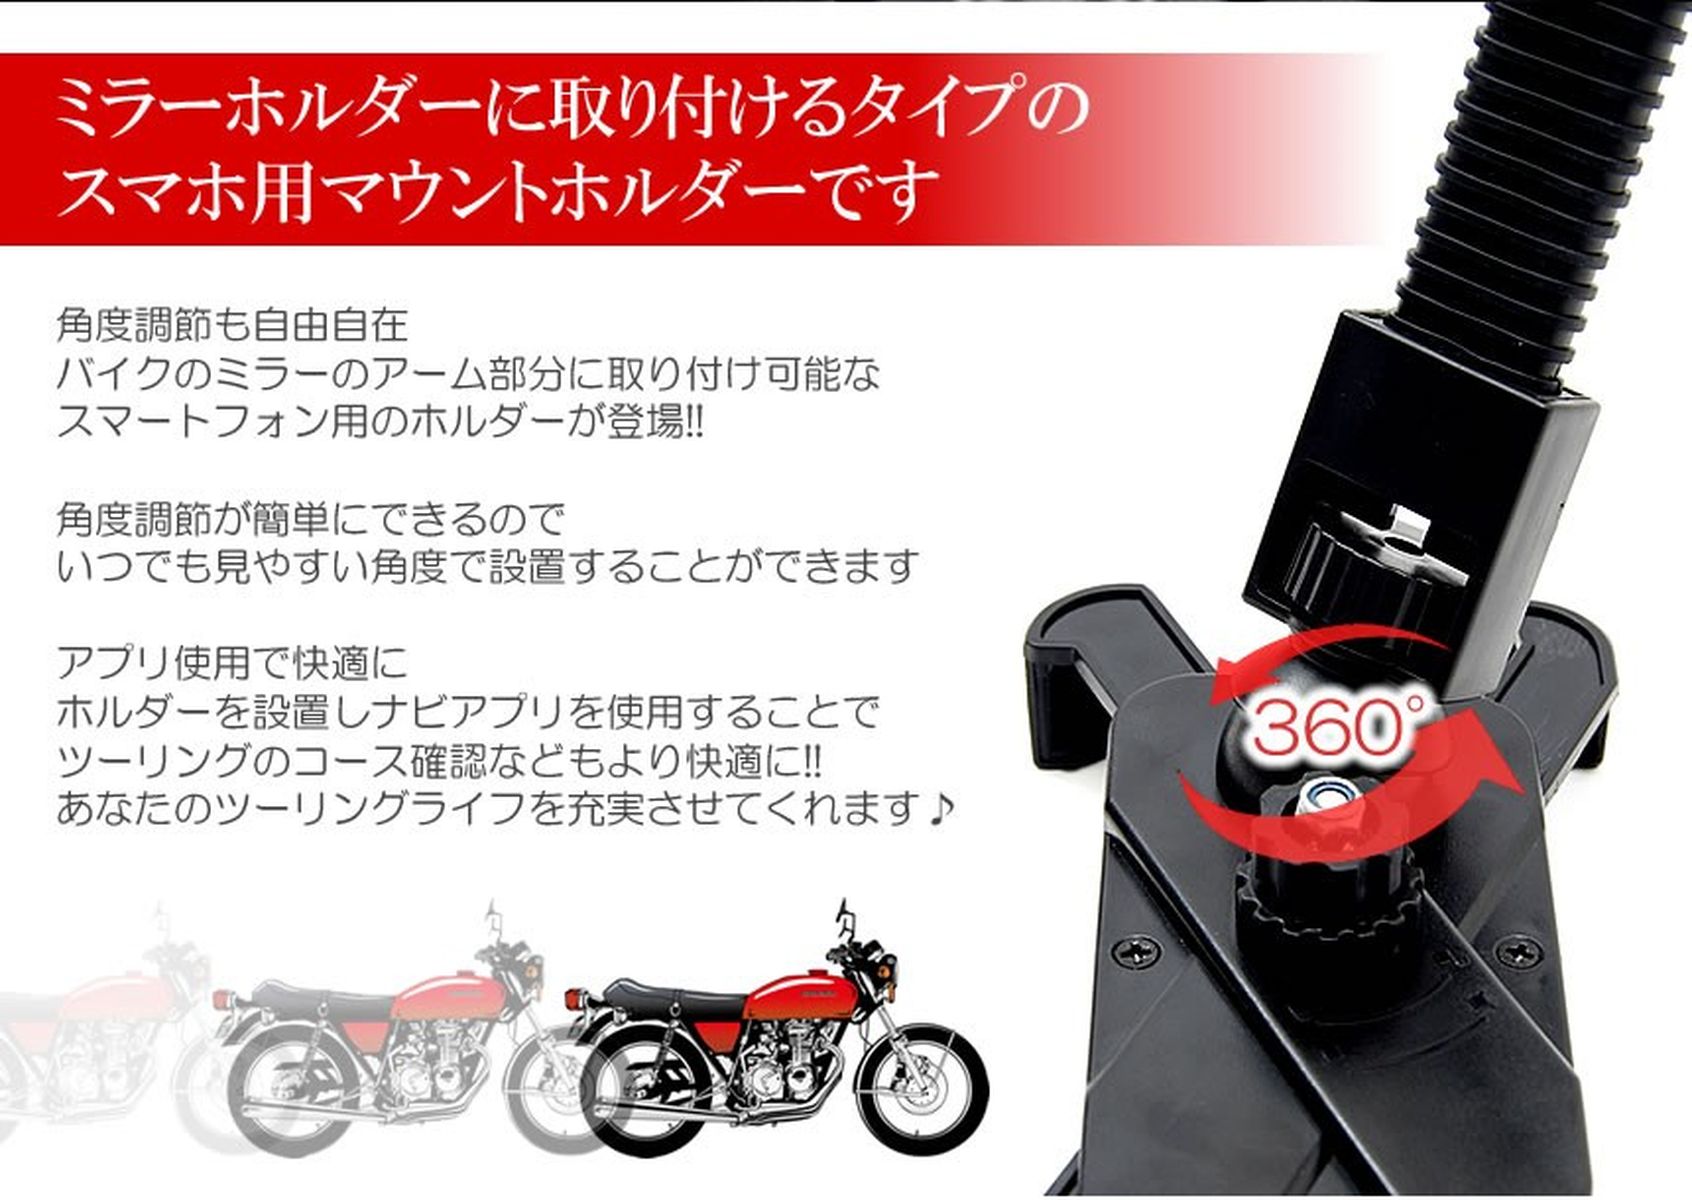 ミラーホルダーに取り付けるタイプの
スマホ用マウントホルダーです
角度調節も自由自在
バイクのミラーのアーム部分に取り付け可能な
スマートフォン用のホルダーが登場!!
角度調節が簡単にできるので
いつでも見やすい角度で設置することができます
アプリ使用で快適に
ホルダーを設置しナビアプリを使用することで
ツーリングのコース確認などもより快適に!!
あなたのツーリングライフを充実させてくれます♪
360°